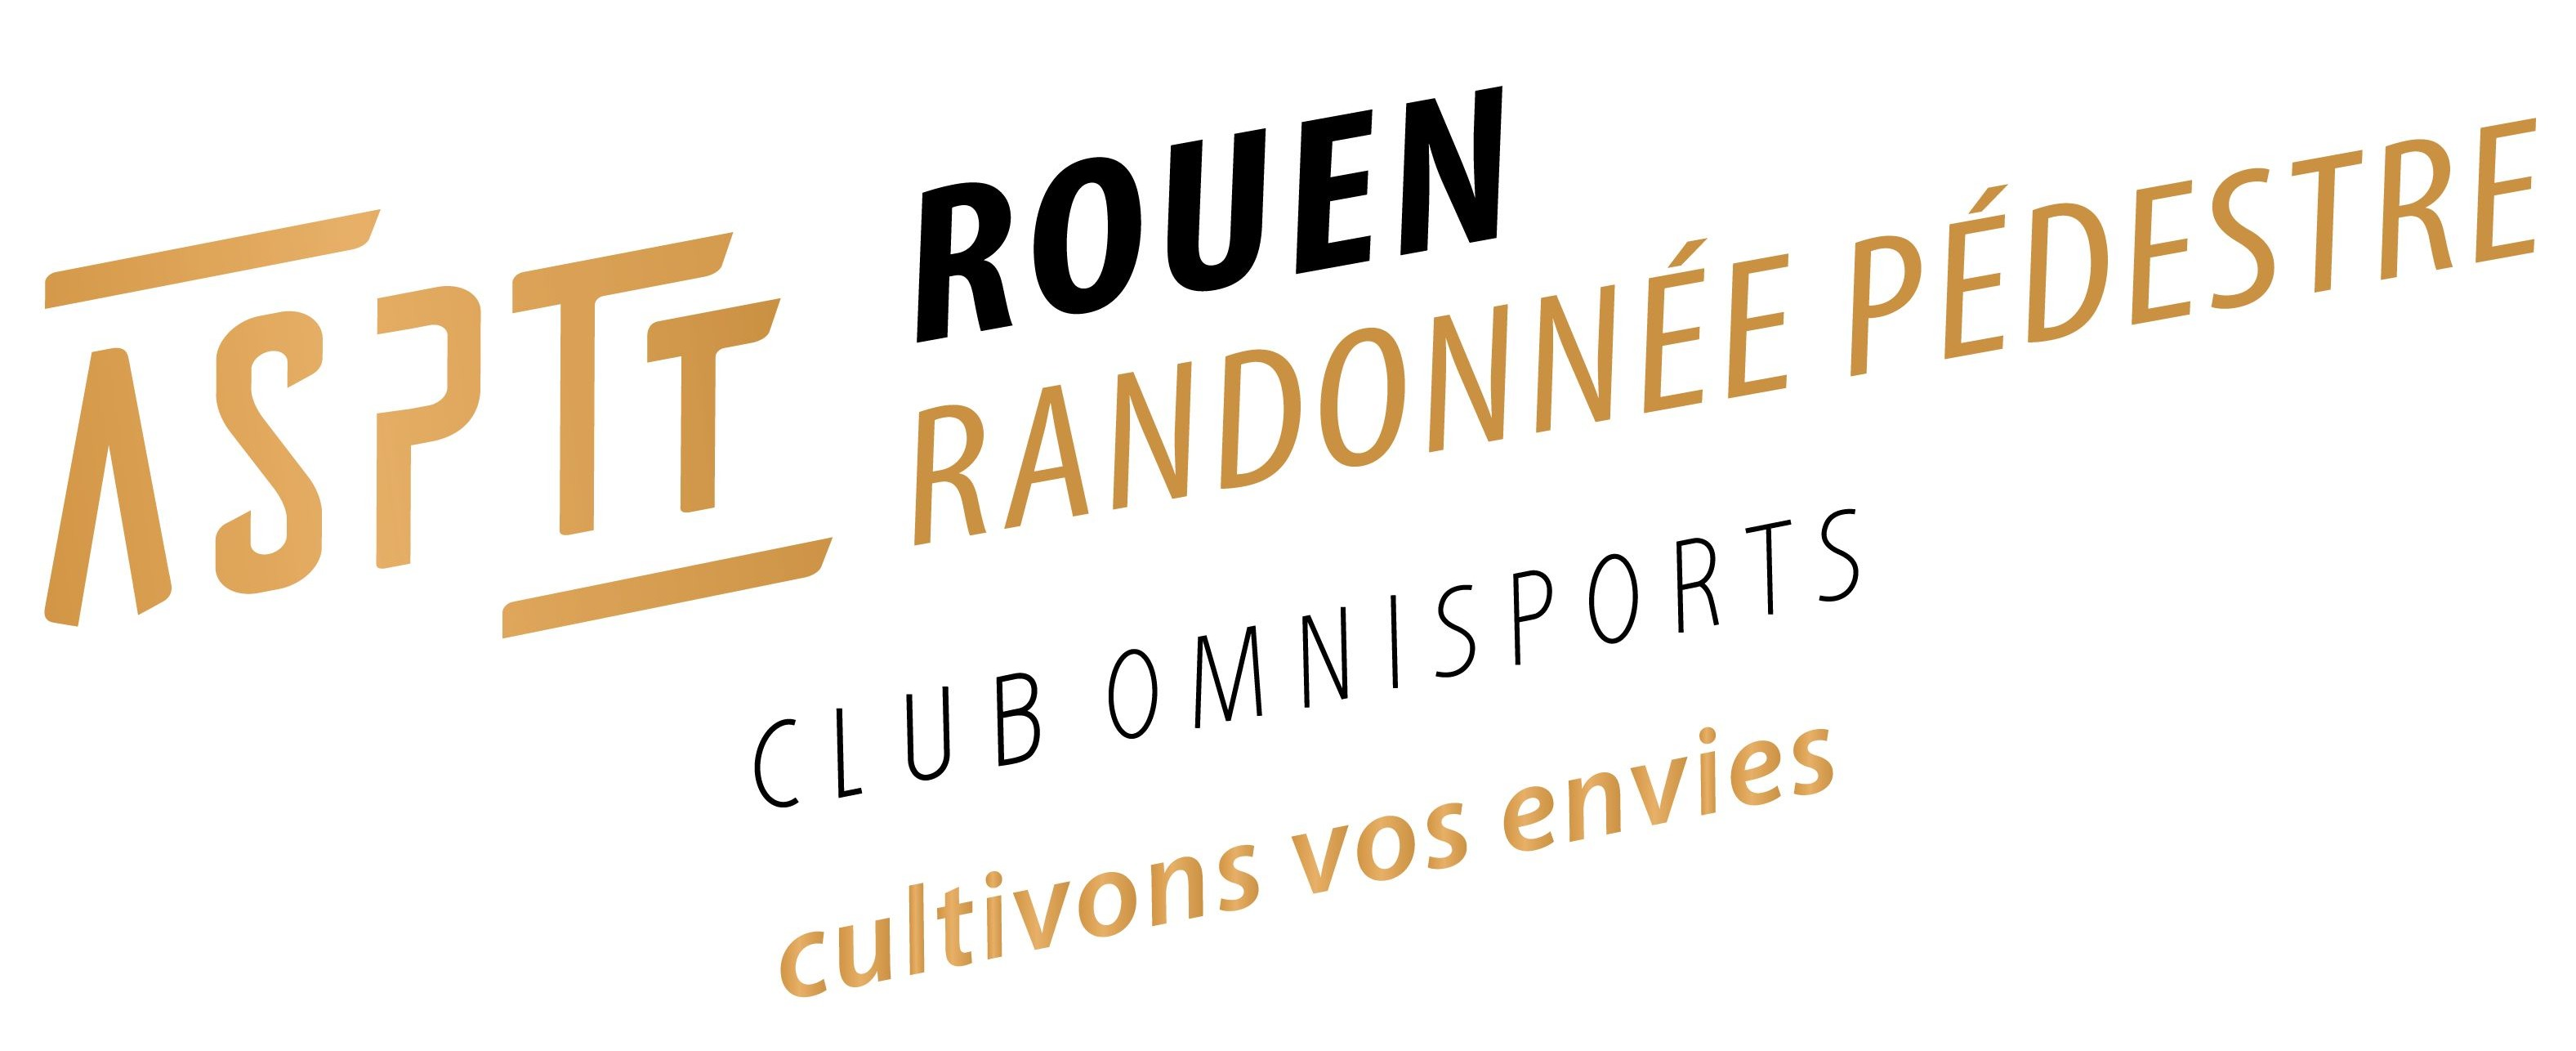 ASPTT
ROUEN
RANDONNÉE PÉDESTRE
CLUB OMNISPORTS
cultivons vos envies